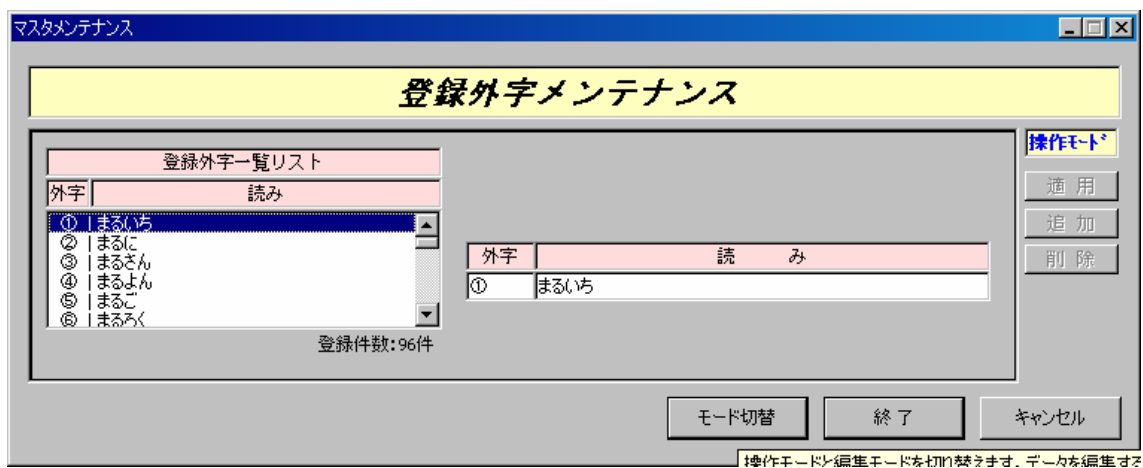 マスタメンテナンス
登録外字メンテナンス
操作ﾓｰﾄﾞ
登録外字一覧リスト
外字 読み
① | まるいち
② | まるに
③ | まるさん
④ | まるよん
⑤ | まるご
⑥ | まるろく
登録件数:96件
外字 読 み
① まるいち
適 用
追 加
削 除
モード切替 終 了 キャンセル
操作モードと編集モードを切り替えます。データを編集する